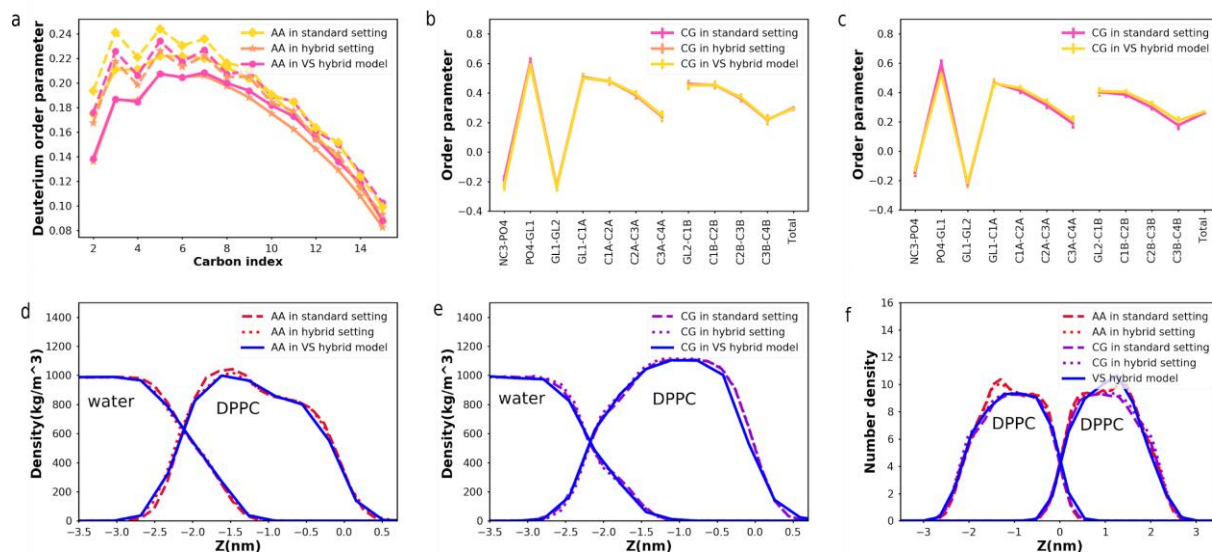 a
AA in standard setting
AA in hybrid setting
AA in VS hybrid model
Deuterium order parameter
0.24
0.22
0.20
0.18
0.16
0.14
0.12
0.10
0.08
2 4 6 8 10 12 14
Carbon index
b
CG in standard setting
CG in hybrid setting
CG in VS hybrid model
Order parameter
0.8
0.6
0.4
0.2
0.0
−0.2
−0.4
NC3-PO4
PO4-GL1
GL1-GL2
GL1-C1A
C1A-C2A
C2A-C3A
C3A-C4A
GL2-C1B
C1B-C2B
C2B-C3B
C3B-C4B
Total
c
CG in standard setting
CG in VS hybrid model
Order parameter
0.8
0.6
0.4
0.2
0.0
−0.2
−0.4
NC3-PO4
PO4-GL1
GL1-GL2
GL1-C1A
C1A-C2A
C2A-C3A
C3A-C4A
GL2-C1B
C1B-C2B
C2B-C3B
C3B-C4B
Total
d
AA in standard setting
AA in hybrid setting
AA in VS hybrid model
Density(kg/m^3)
1400
1200
1000
800
600
400
200
0
water
DPPC
−3.5 −3.0 −2.5 −2.0 −1.5 −1.0 −0.5 0.0 0.5
Z(nm)
e
CG in standard setting
CG in hybrid setting
CG in VS hybrid model
Density(kg/m^3)
1400
1200
1000
800
600
400
200
0
water
DPPC
−3.5 −3.0 −2.5 −2.0 −1.5 −1.0 −0.5 0.0 0.5
Z(nm)
f
AA in standard setting
AA in hybrid setting
CG in standard setting
CG in hybrid setting
VS hybrid model
Number density
16
14
12
10
8
6
4
2
0
DPPC
DPPC
−2 −1 0 1 2 3
Z(nm)